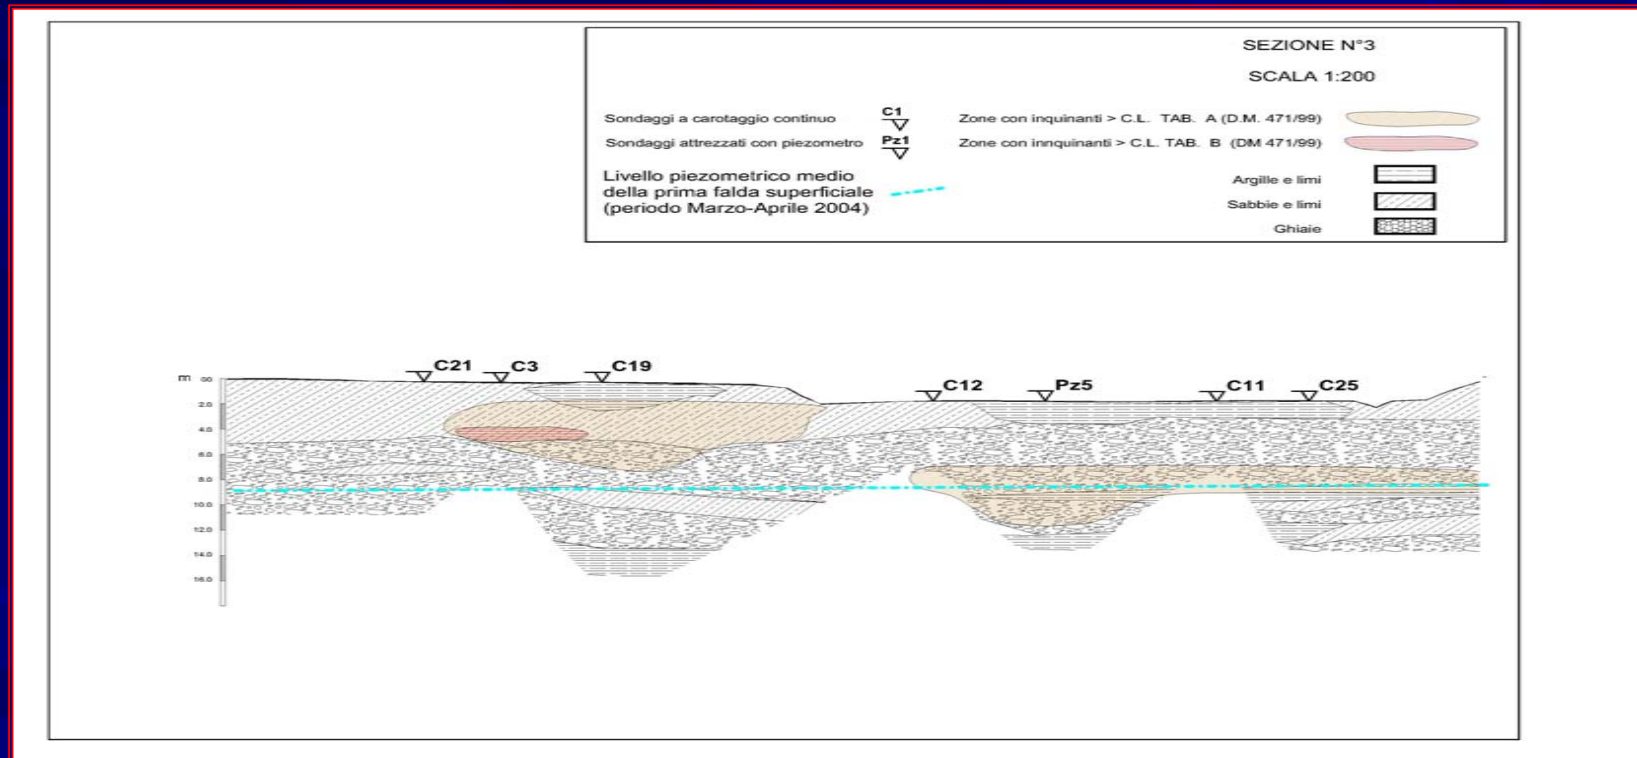 SEZIONE N°3
SCALA 1:200
Sondaggi a carotaggio continuo
C1
Zone con inquinanti > C.L. TAB. A (D.M. 471/99)
Sondaggi attrezzati con piezometro
Pz1
Zone con innquinanti > C.L. TAB. B (DM 471/99)
Livello piezometrico medio
della prima falda superficiale
(periodo Marzo-Aprile 2004)
Argille e limi
Sabbie e limi
Ghiaie
C21
C3
C19
C12
Pz5
C11
C25
m
00
2.0
4.0
6.0
8.0
10.0
12.0
14.0
16.0